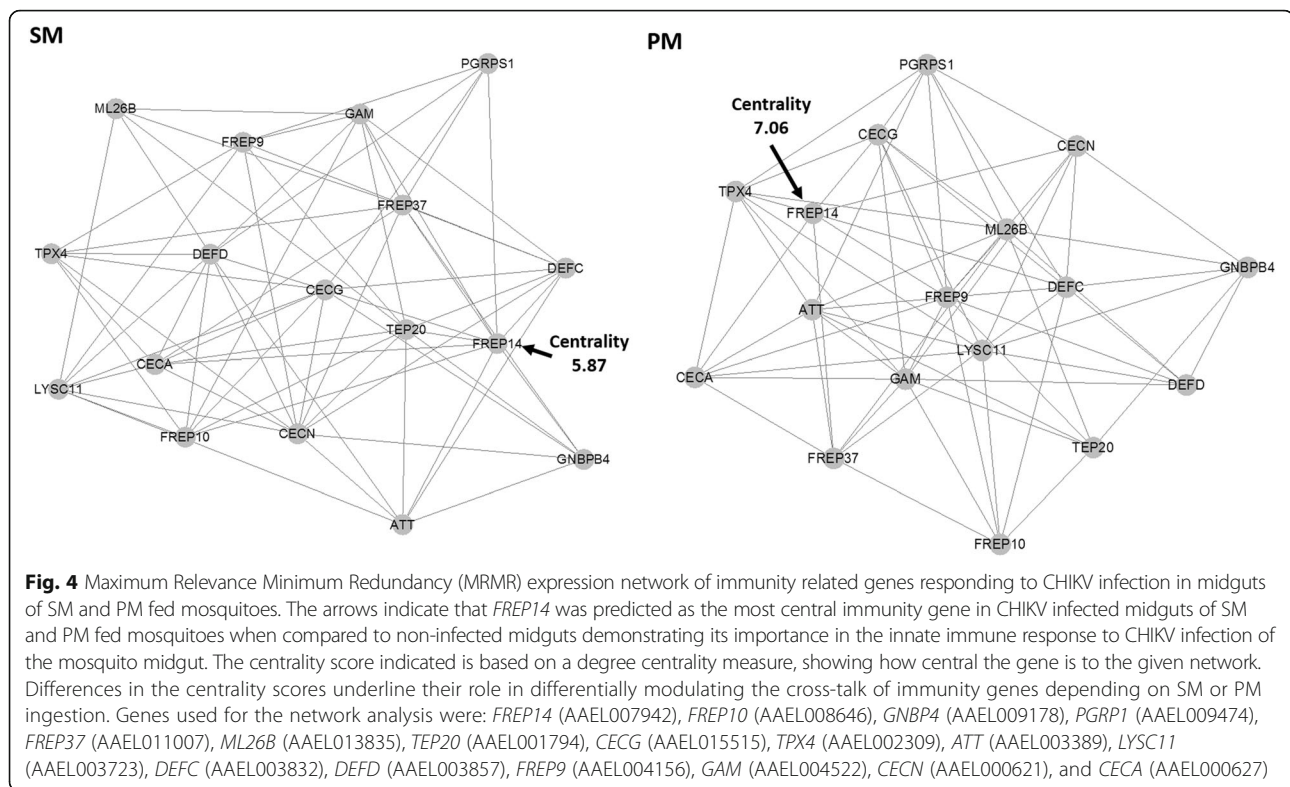 SM
PGRPS1
ML26B
GAM
FREP9
FREP37
TPX4
DEFD
DEFC
CECG
TEP20
FREP14
Centrality
5.87
CECA
LYSC11
FREP10
CECN
GNBPB4
ATT
PM
PGRPS1
Centrality
7.06
CECG
CECN
TPX4
FREP14
ML26B
GNBPB4
DEFC
FREP9
ATT
LYSC11
CECA
GAM
DEFD
TEP20
FREP37
FREP10
Fig. 4 Maximum Relevance Minimum Redundancy (MRMR) expression network of immunity related genes responding to CHIKV infection in midguts
of SM and PM fed mosquitoes. The arrows indicate that FREP14 was predicted as the most central immunity gene in CHIKV infected midguts of SM
and PM fed mosquitoes when compared to non-infected midguts demonstrating its importance in the innate immune response to CHIKV infection of
the mosquito midgut. The centrality score indicated is based on a degree centrality measure, showing how central the gene is to the given network.
Differences in the centrality scores underline their role in differentially modulating the cross-talk of immunity genes depending on SM or PM
ingestion. Genes used for the network analysis were: FREP14 (AAEL007942), FREP10 (AAEL008646), GNBP4 (AAEL009178), PGRP1 (AAEL009474),
FREP37 (AAEL011007), ML26B (AAEL013835), TEP20 (AAEL001794), CECG (AAEL015515), TPX4 (AAEL002309), ATT (AAEL003389), LYSC11
(AAEL003723), DEFC (AAEL003832), DEFD (AAEL003857), FREP9 (AAEL004156), GAM (AAEL004522), CECN (AAEL000621), and CECA (AAEL000627)